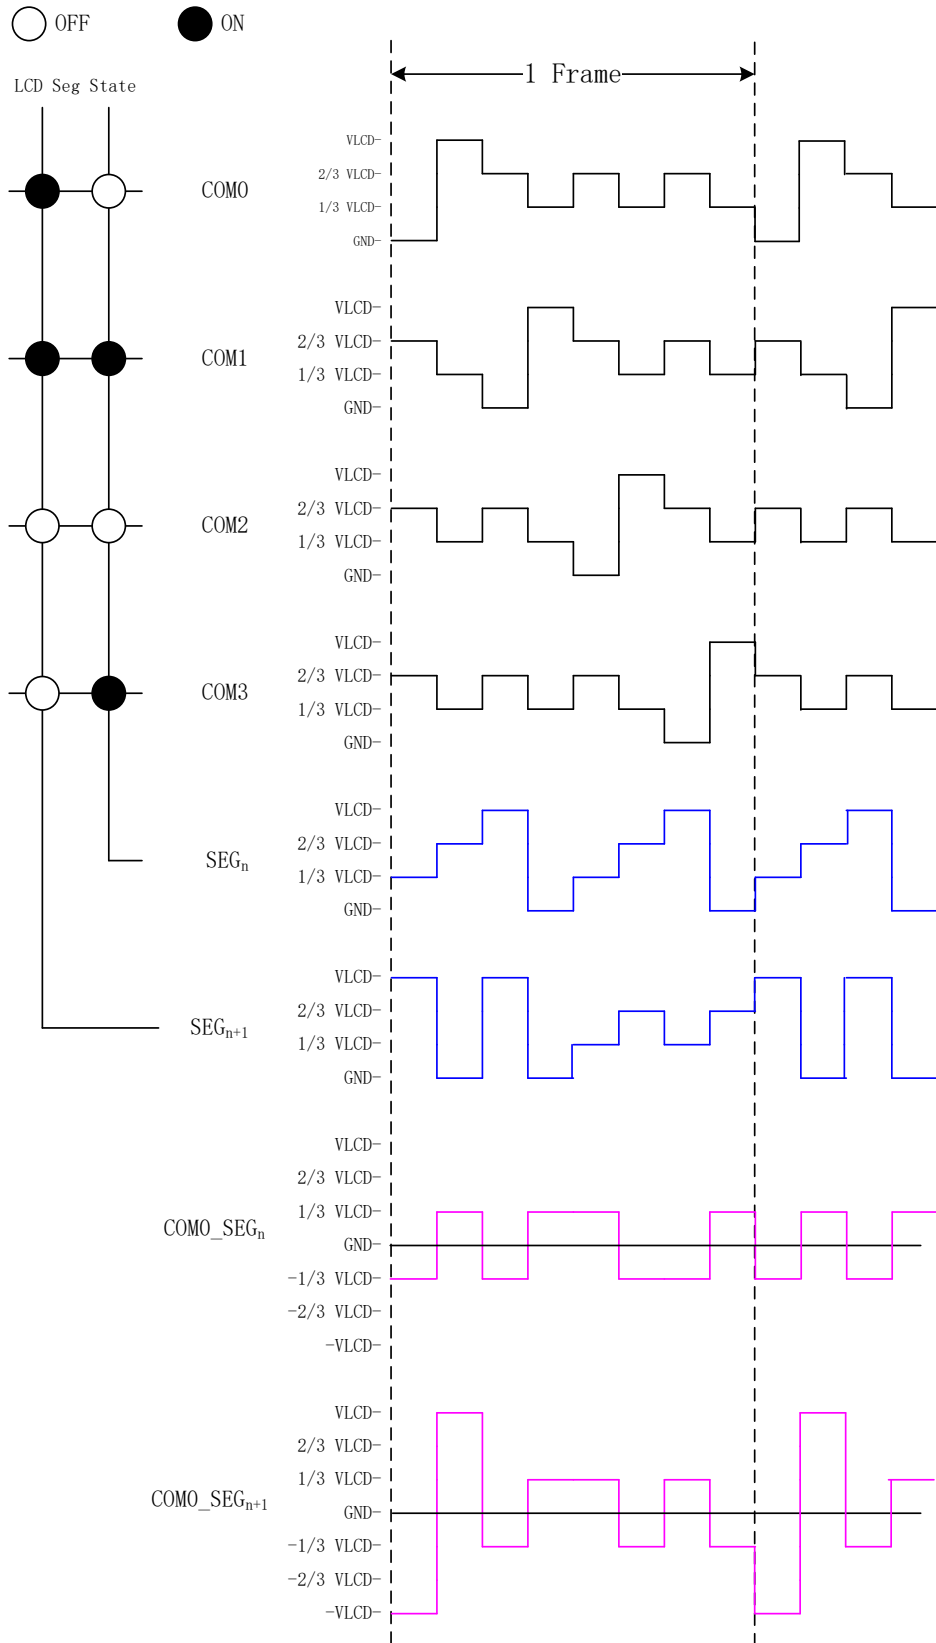 OFF ON
LCD Seg State
1 Frame
COM0
VLCD
2/3 VLCD
1/3 VLCD
GND
COM1
VLCD
2/3 VLCD
1/3 VLCD
GND
COM2
VLCD
2/3 VLCD
1/3 VLCD
GND
COM3
VLCD
2/3 VLCD
1/3 VLCD
GND
SEGn
VLCD
2/3 VLCD
1/3 VLCD
GND
SEGn+1
VLCD
2/3 VLCD
1/3 VLCD
GND
COM0_SEGn
VLCD
2/3 VLCD
1/3 VLCD
GND
-1/3 VLCD
-2/3 VLCD
-VLCD
COM0_SEGn+1
VLCD
2/3 VLCD
1/3 VLCD
GND
-1/3 VLCD
-2/3 VLCD
-VLCD